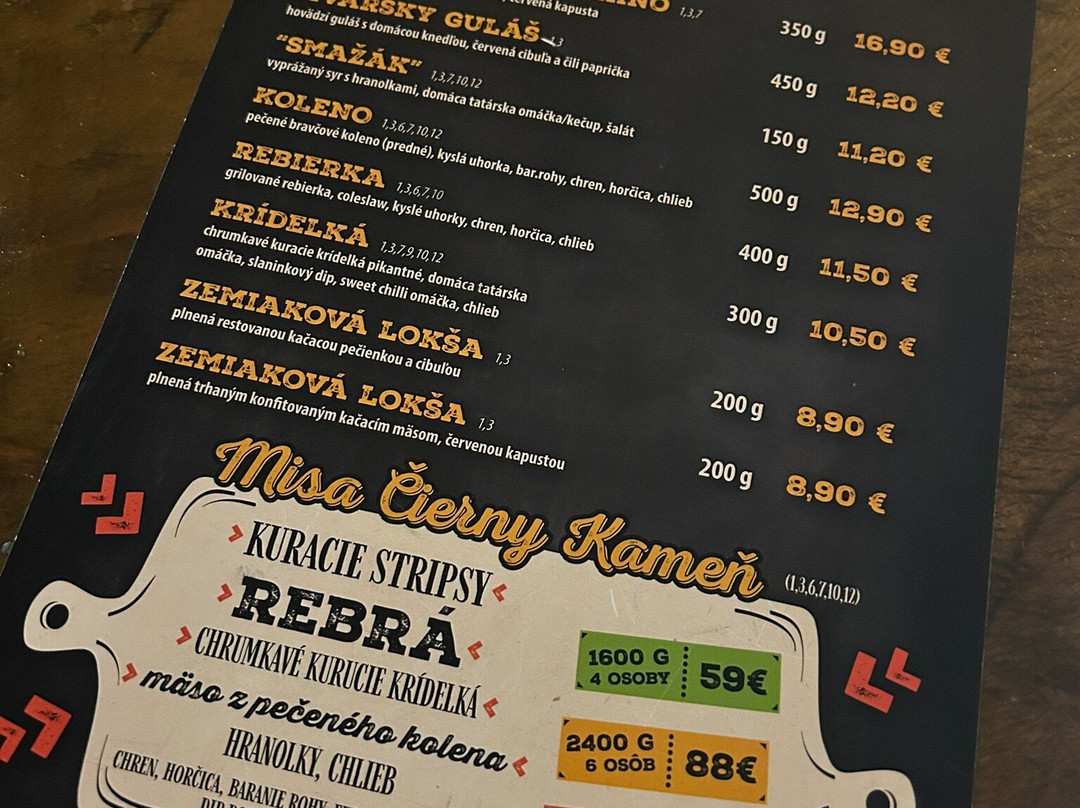 1,3,7
350 g 16,90 €
červená kapusta
GULÁŠ 1,3
450 g 12,20 €
hovädzí guláš s domácou knedľou, červená cibuľa a čili paprička
"SMAŽÁK" 1,3,7,10,12
150 g 11,20 €
vyprážaný syr s hranolkami, domáca tatárska omáčka/kečup, šalát
KOLENO 1,3,6,7,10,12
500 g 12,90 €
pečené bravčové koleno (predné), kyslá uhorka, bar.rohy, chren, horčica, chlieb
REBIERKA 1,3,6,7,10
400 g 11,50 €
grilované rebierka, coleslaw, kyslé uhorky, chren, horčica, chlieb
KRÍDELKÁ 1,3,7,9,10,12
300 g 10,50 €
chrumkavé kuracie krídelká pikantné, domáca tatárska
omáčka, slaninkový dip, sweet chilli omáčka, chlieb
ZEMIAKOVÁ LOKŠA 1,3
200 g 8,90 €
plnená restovanou kačacou pečienkou a cibuľou
ZEMIAKOVÁ LOKŠA 1,3
200 g 8,90 €
plnená trhaným konfitovaným kačacím mäsom, červenou kapustou
Misa Čierny Kameň (1,3,6,7,10,12)
KURACIE STRIPSY
REBRÁ
CHRUMKAVÉ KURUCIE KRÍDELKÁ
mäso z pečeného kolena
HRANOLKY, CHLIEB
CHREN, HORČICA, BARANIE ROHY,
1600 G
4 OSOBY
59€
2400 G
6 OSÔB
88€